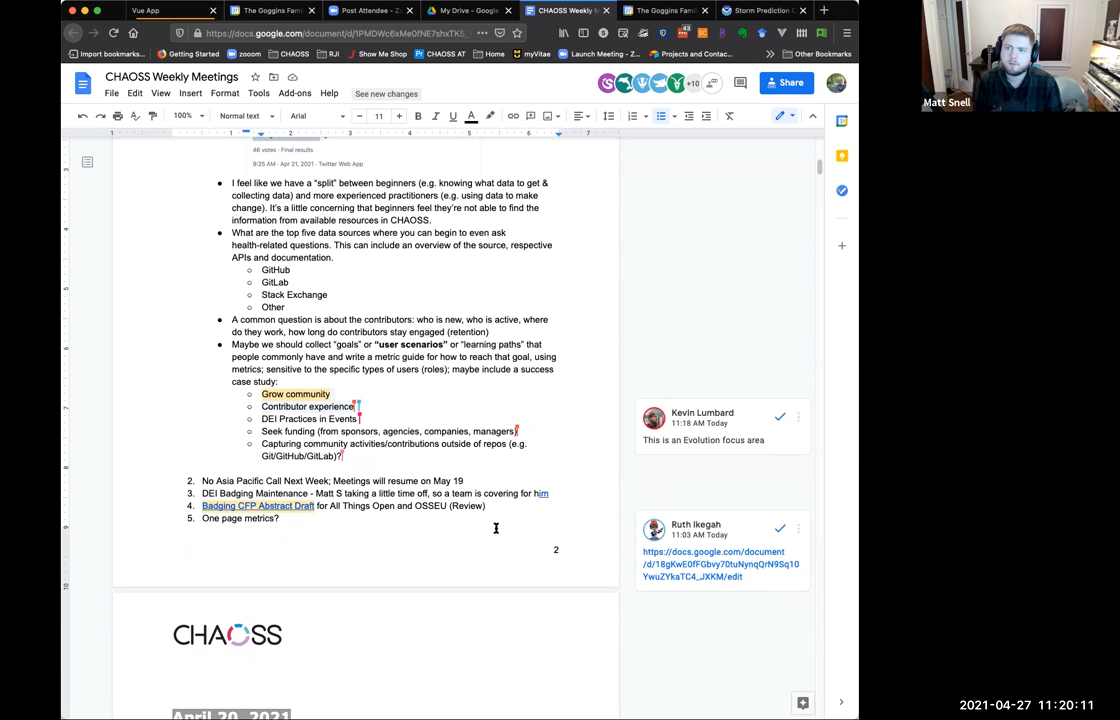 Vue App
The Goggins Fam
Post Attendee - Zo
My Drive - Google
CHAOSS Weekly M
The Goggins Fam
Storm Prediction C
https://docs.google.com/document/d/1PMDWc6xMe0fNE7shxTK5_
Import bookmarks...
Getting Started
zooom
CHAOSS
RJI
Show Me Shop
CHAOSS AT
Home
myVitae
Launch Meeting - Z...
Projects and Contac...
Other Bookmarks
CHAOSS Weekly Meetings
File Edit View Insert Format Tools Add-ons Help
See new changes
+10
Share
100%
Normal text
Arial
11
46 votes · Final results
9:25 AM · Apr 21, 2021 · Twitter Web App
● I feel like we have a “split” between beginners (e.g. knowing what data to get &
collecting data) and more experienced practitioners (e.g. using data to make
change). It's a little concerning that beginners feel they're not able to find the
information from available resources in CHAOSS.
● What are the top five data sources where you can begin to even ask
health-related questions. This can include an overview of the source, respective
APIs and documentation.
○ GitHub
○ GitLab
○ Stack Exchange
○ Other
● A common question is about the contributors: who is new, who is active, where
do they work, how long do contributors stay engaged (retention)
● Maybe we should collect “goals” or “user scenarios” or “learning paths” that
people commonly have and write a metric guide for how to reach that goal, using
metrics; sensitive to the specific types of users (roles); maybe include a success
case study:
○ Grow community
○ Contributor experience
○ DEI Practices in Events
○ Seek funding (from sponsors, agencies, companies, managers)
○ Capturing community activities/contributions outside of repos (e.g.
Git/GitHub/GitLab)?
2. No Asia Pacific Call Next Week; Meetings will resume on May 19
3. DEI Badging Maintenance - Matt S taking a little time off, so a team is covering for him
4. Badging CFP Abstract Draft for All Things Open and OSSEU (Review)
5. One page metrics?
2
CHAOSS
April 20, 2021
Kevin Lumbard
11:18 AM Today
This is an Evolution focus area
Ruth Ikegah
11:03 AM Today
https://docs.google.com/document
/d/18gKwE0fFGbvy70tuNynqQrN9Sq10
YwuZYkaTC4_JXKM/edit
Matt Snell
2021-04-27 11:20:11